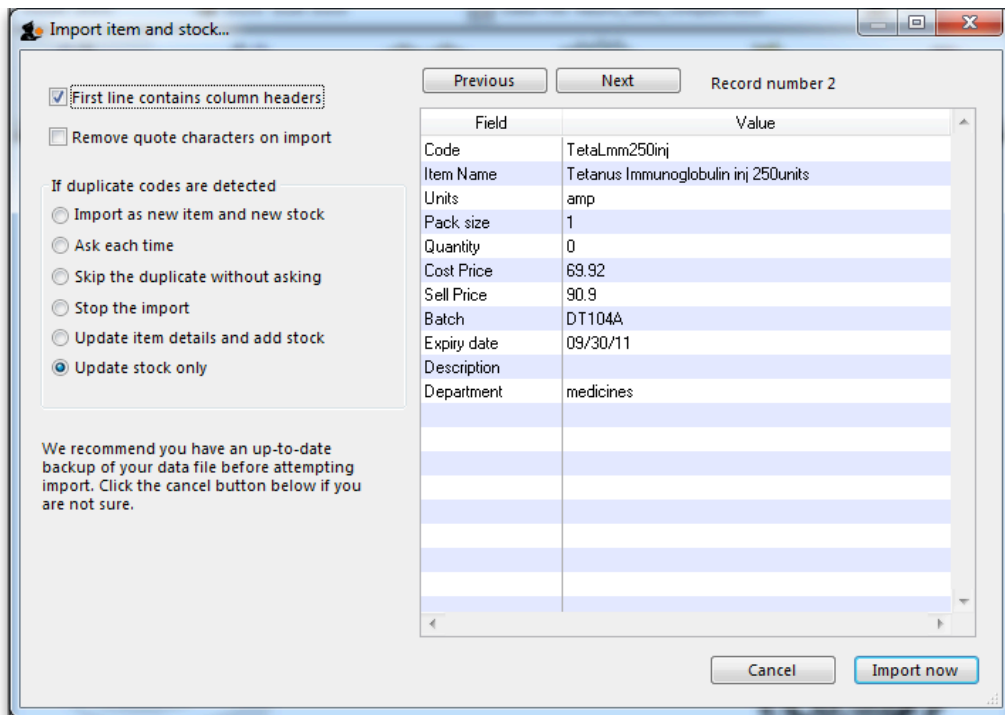 Import item and stock...
First line contains column headers
Remove quote characters on import
If duplicate codes are detected
Import as new item and new stock
Ask each time
Skip the duplicate without asking
Stop the import
Update item details and add stock
Update stock only
We recommend you have an up-to-date
backup of your data file before attempting
import. Click the cancel button below if you
are not sure.
Previous Next Record number 2
Field Value
Code TetaLmm250inj
Item Name Tetanus Immunoglobulin inj 250units
Units amp
Pack size 1
Quantity 0
Cost Price 69.92
Sell Price 90.9
Batch DT104A
Expiry date 09/30/11
Description
Department medicines
Cancel Import now